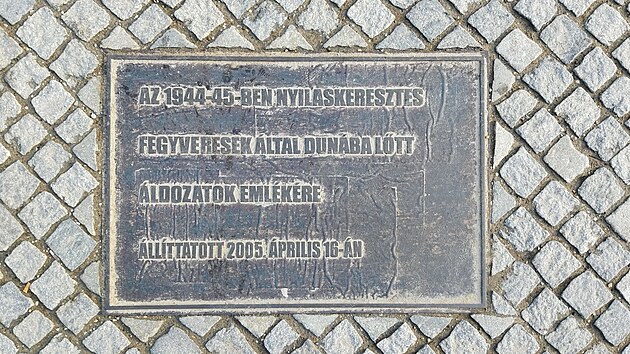 AZ 1944-45-BEN NYILASKERESZTES
FEGYVERESEK ÁLTAL DUNÁBA LŐTT
ÁLDOZATOK EMLÉKÉRE
ÁLLÍTTATOTT 2005. ÁPRILIS 16-ÁN